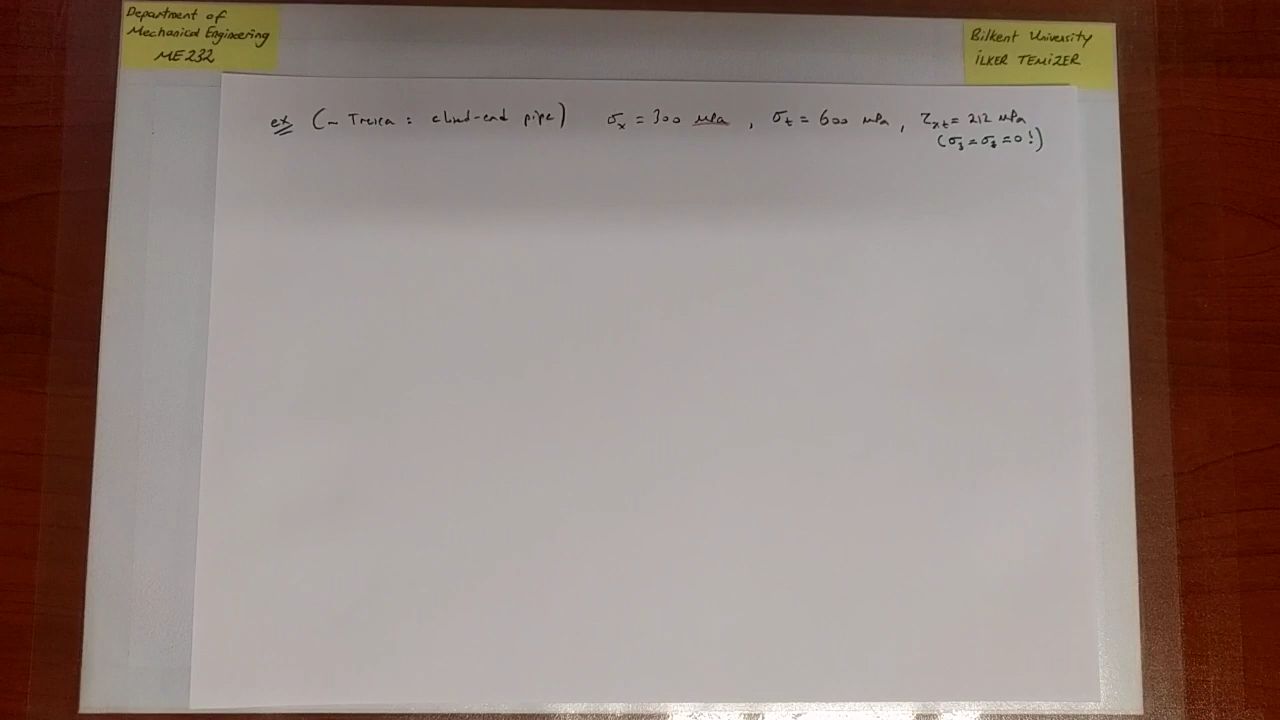 Department of
Mechanical Engineering
ME232
Bilkent University
İLKER TEMİZER
ex (~ Tresca : closed-end pipe) σx = 300 MPa , σt = 600 MPa , τxt = 212 MPa
(σ3 = σz = 0!)